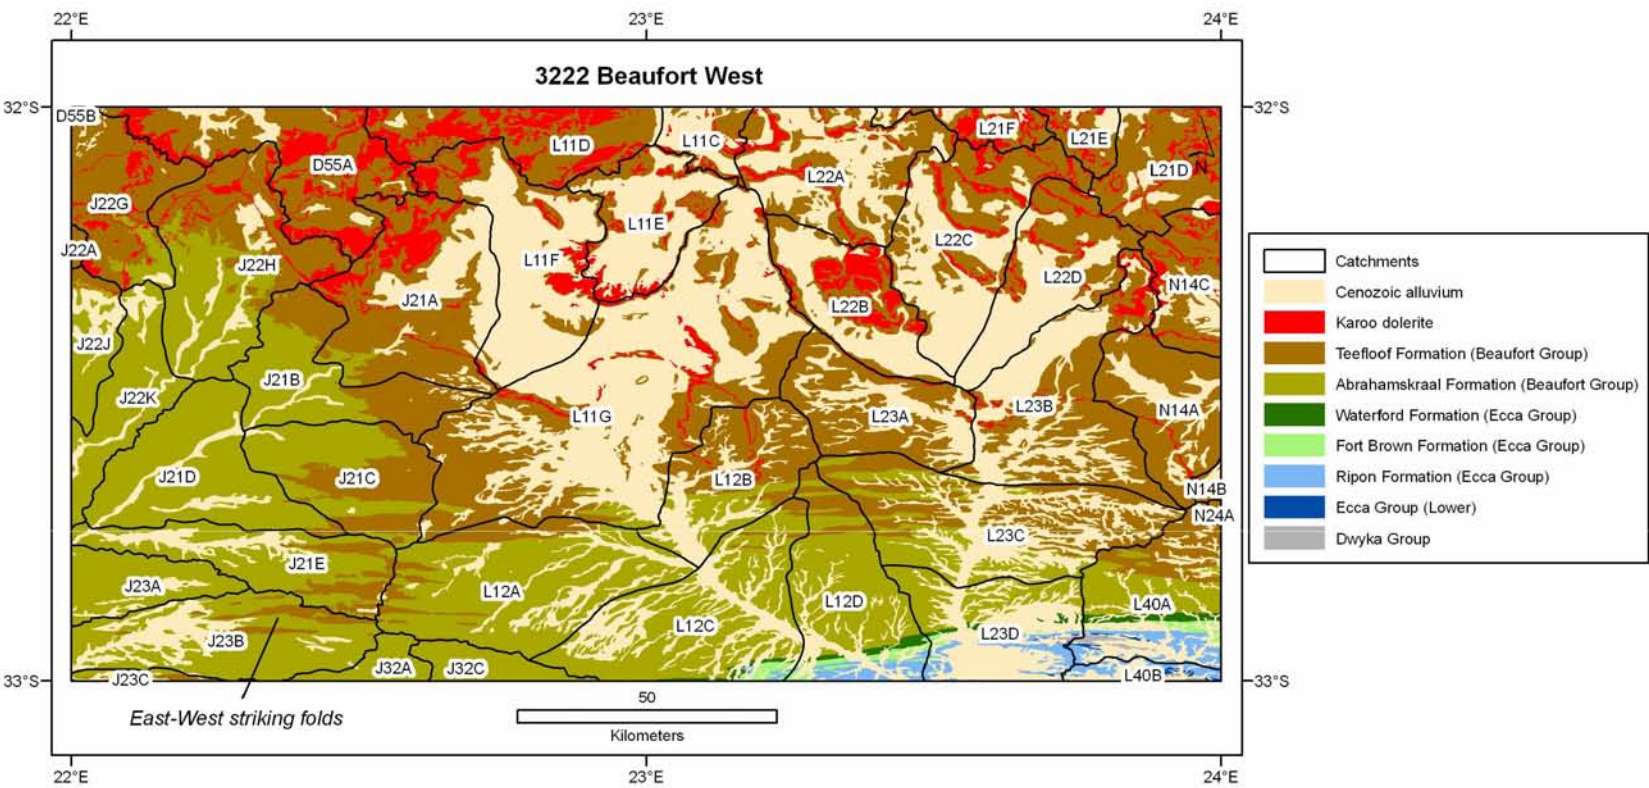 22°E 23°E 24°E
3222 Beaufort West
32°S 32°S
D55B
L21F
L21E
L11C
L11D
D55A
L21D
L22A
J22G
L11E
L22C
J22A
J22H
L11F
L22D
N14C
J21A
L22B
J22J
J21B
J22K
L23B
N14A
L11G
L23A
J21D
J21C
L12B
N14B
N24A
L23C
J21E
J23A
L12A
L12D
L40A
L12C
L23D
J23B
J32A
J32C
L40B
J23C
33°S 33°S
East-West striking folds
50
Kilometers
22°E 23°E 24°E
Catchments
Cenozoic alluvium
Karoo dolerite
Teefloof Formation (Beaufort Group)
Abrahamskraal Formation (Beaufort Group)
Waterford Formation (Ecca Group)
Fort Brown Formation (Ecca Group)
Ripon Formation (Ecca Group)
Ecca Group (Lower)
Dwyka Group